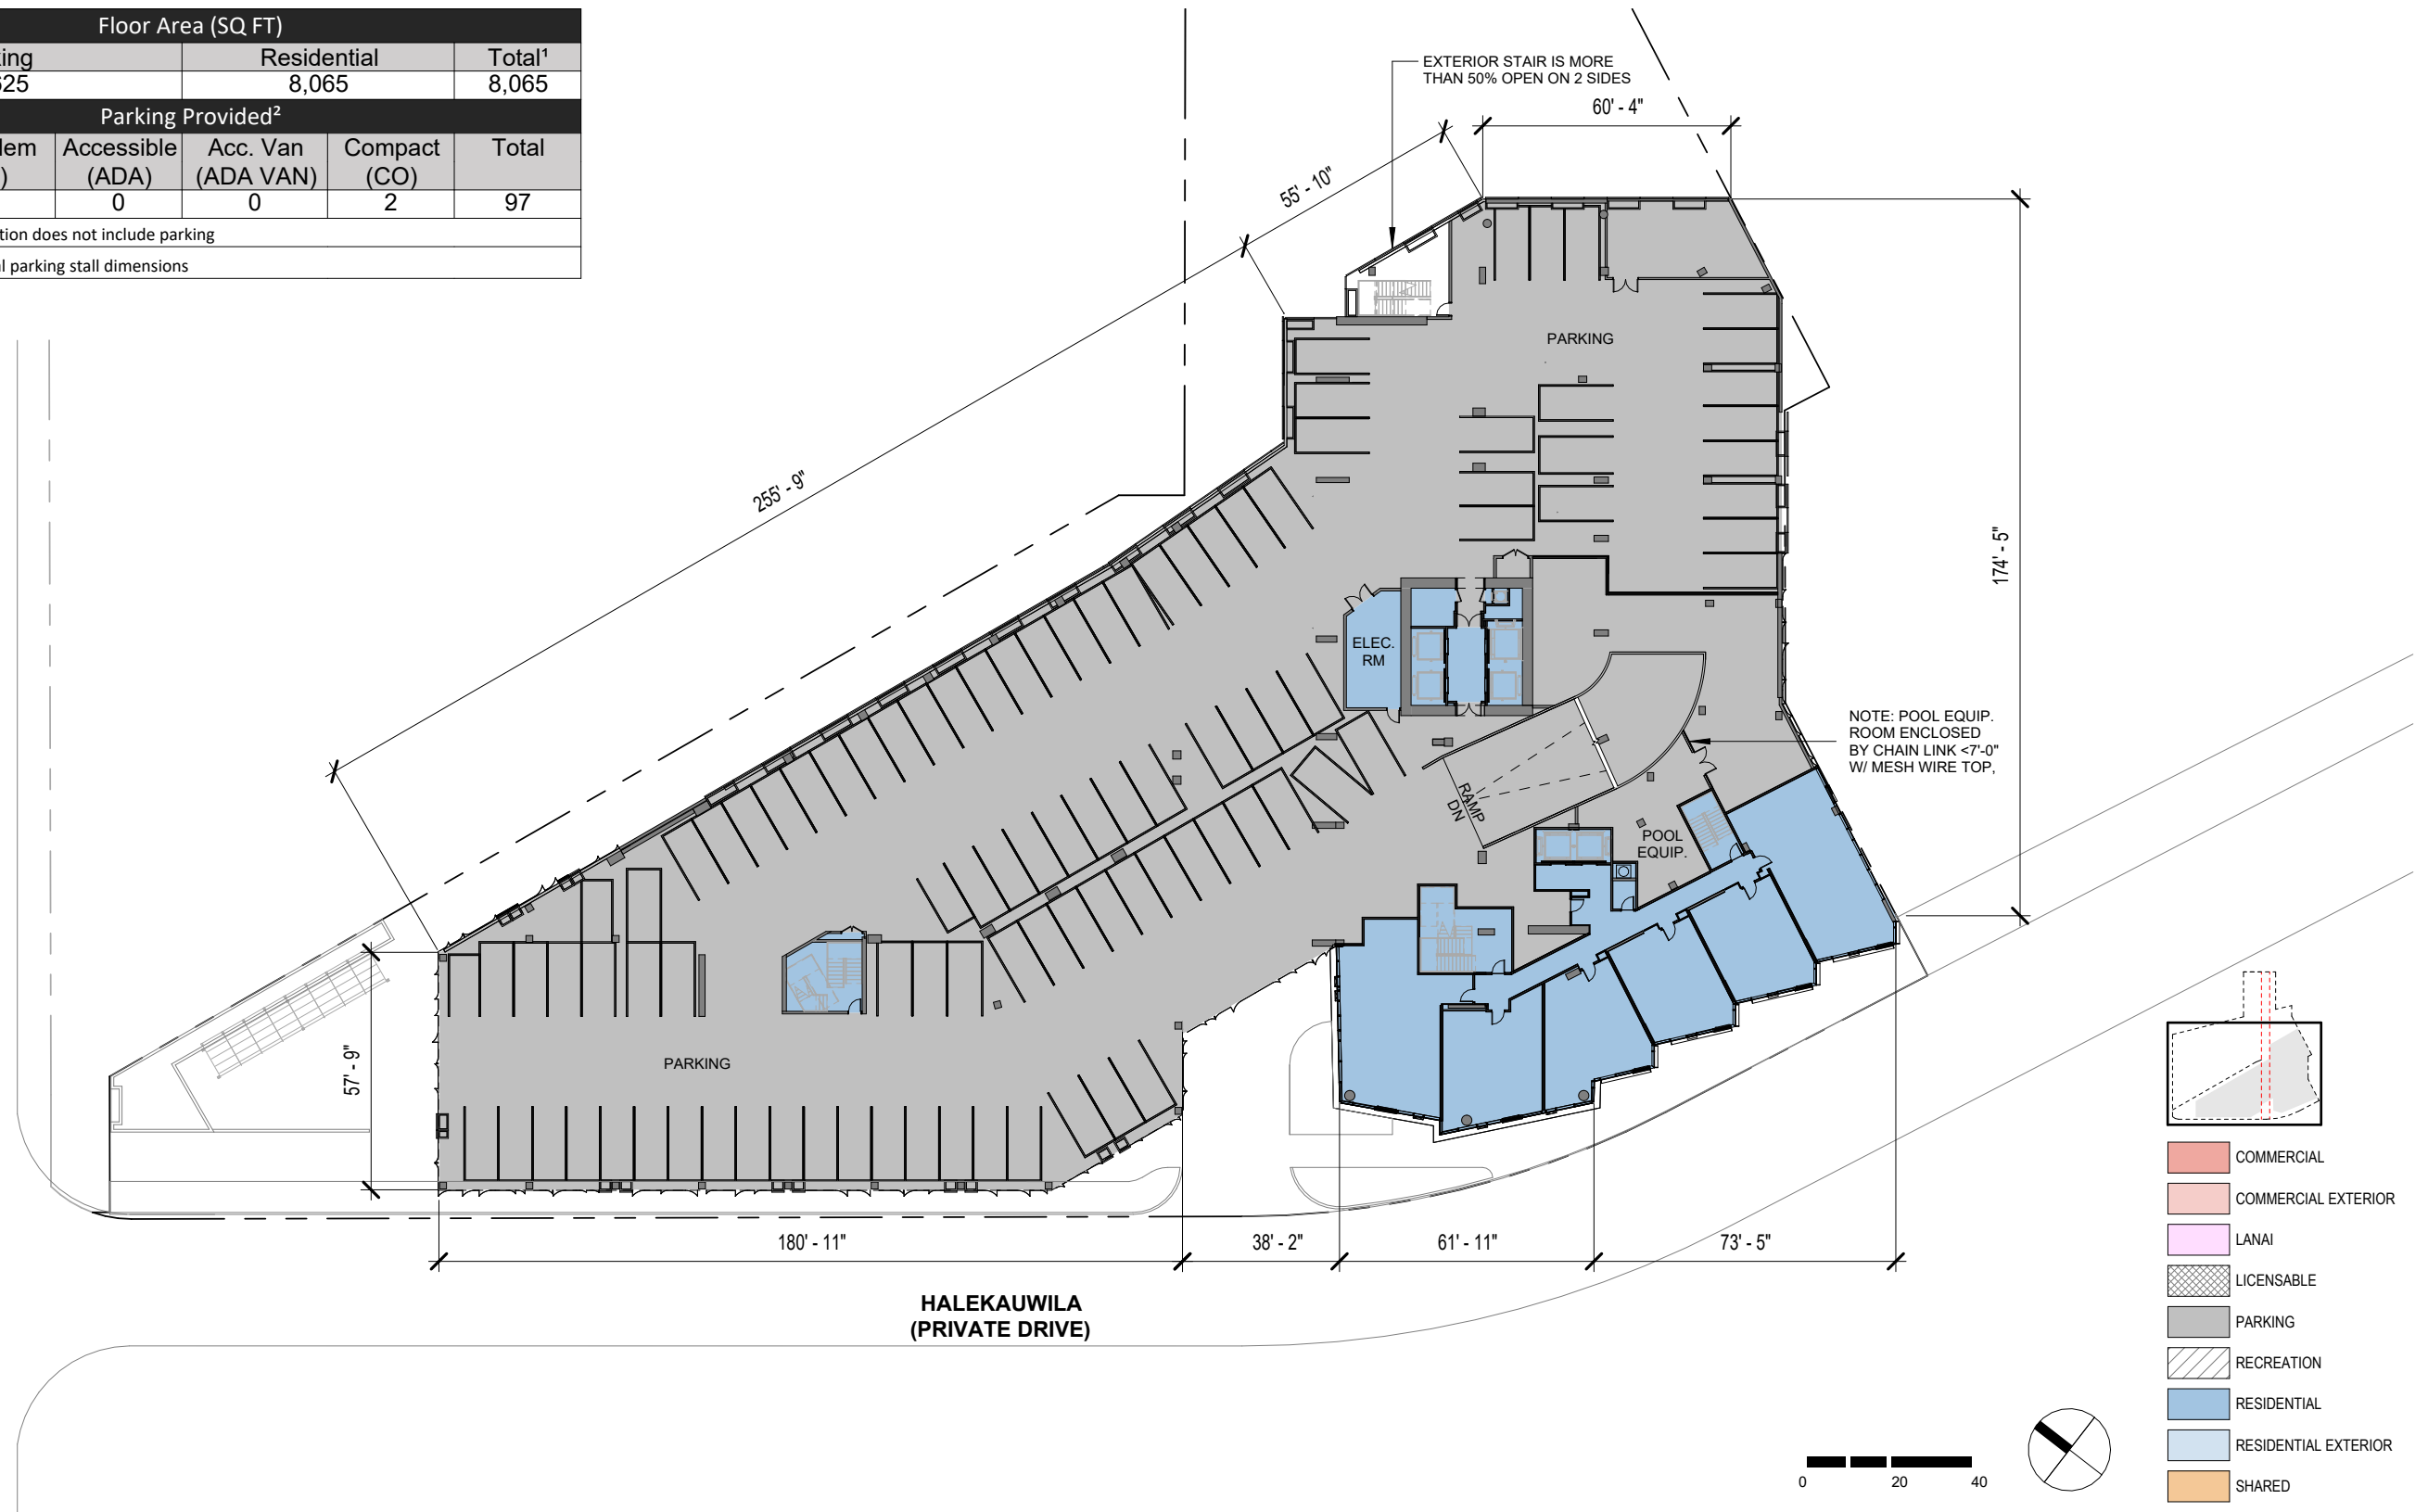 Floor Area (SQ FT)
Residential Total¹
8,065 8,065
Parking Provided²
Accessible Acc. Van Compact Total
(ADA) (ADA VAN) (CO)
0 0 2 97
does not include parking
parking stall dimensions
EXTERIOR STAIR IS MORE
THAN 50% OPEN ON 2 SIDES
60' - 4"
55' - 10"
PARKING
255' - 9"
174' - 5"
ELEC.
RM
NOTE: POOL EQUIP.
ROOM ENCLOSED
BY CHAIN LINK <7'-0"
W/ MESH WIRE TOP,
RAMP
DN
POOL
EQUIP.
57' - 9"
PARKING
180' - 11"
38' - 2"
61' - 11"
73' - 5"
HALEKAUWILA
(PRIVATE DRIVE)
COMMERCIAL
COMMERCIAL EXTERIOR
LANAI
LICENSABLE
PARKING
RECREATION
RESIDENTIAL
RESIDENTIAL EXTERIOR
SHARED
0 20 40